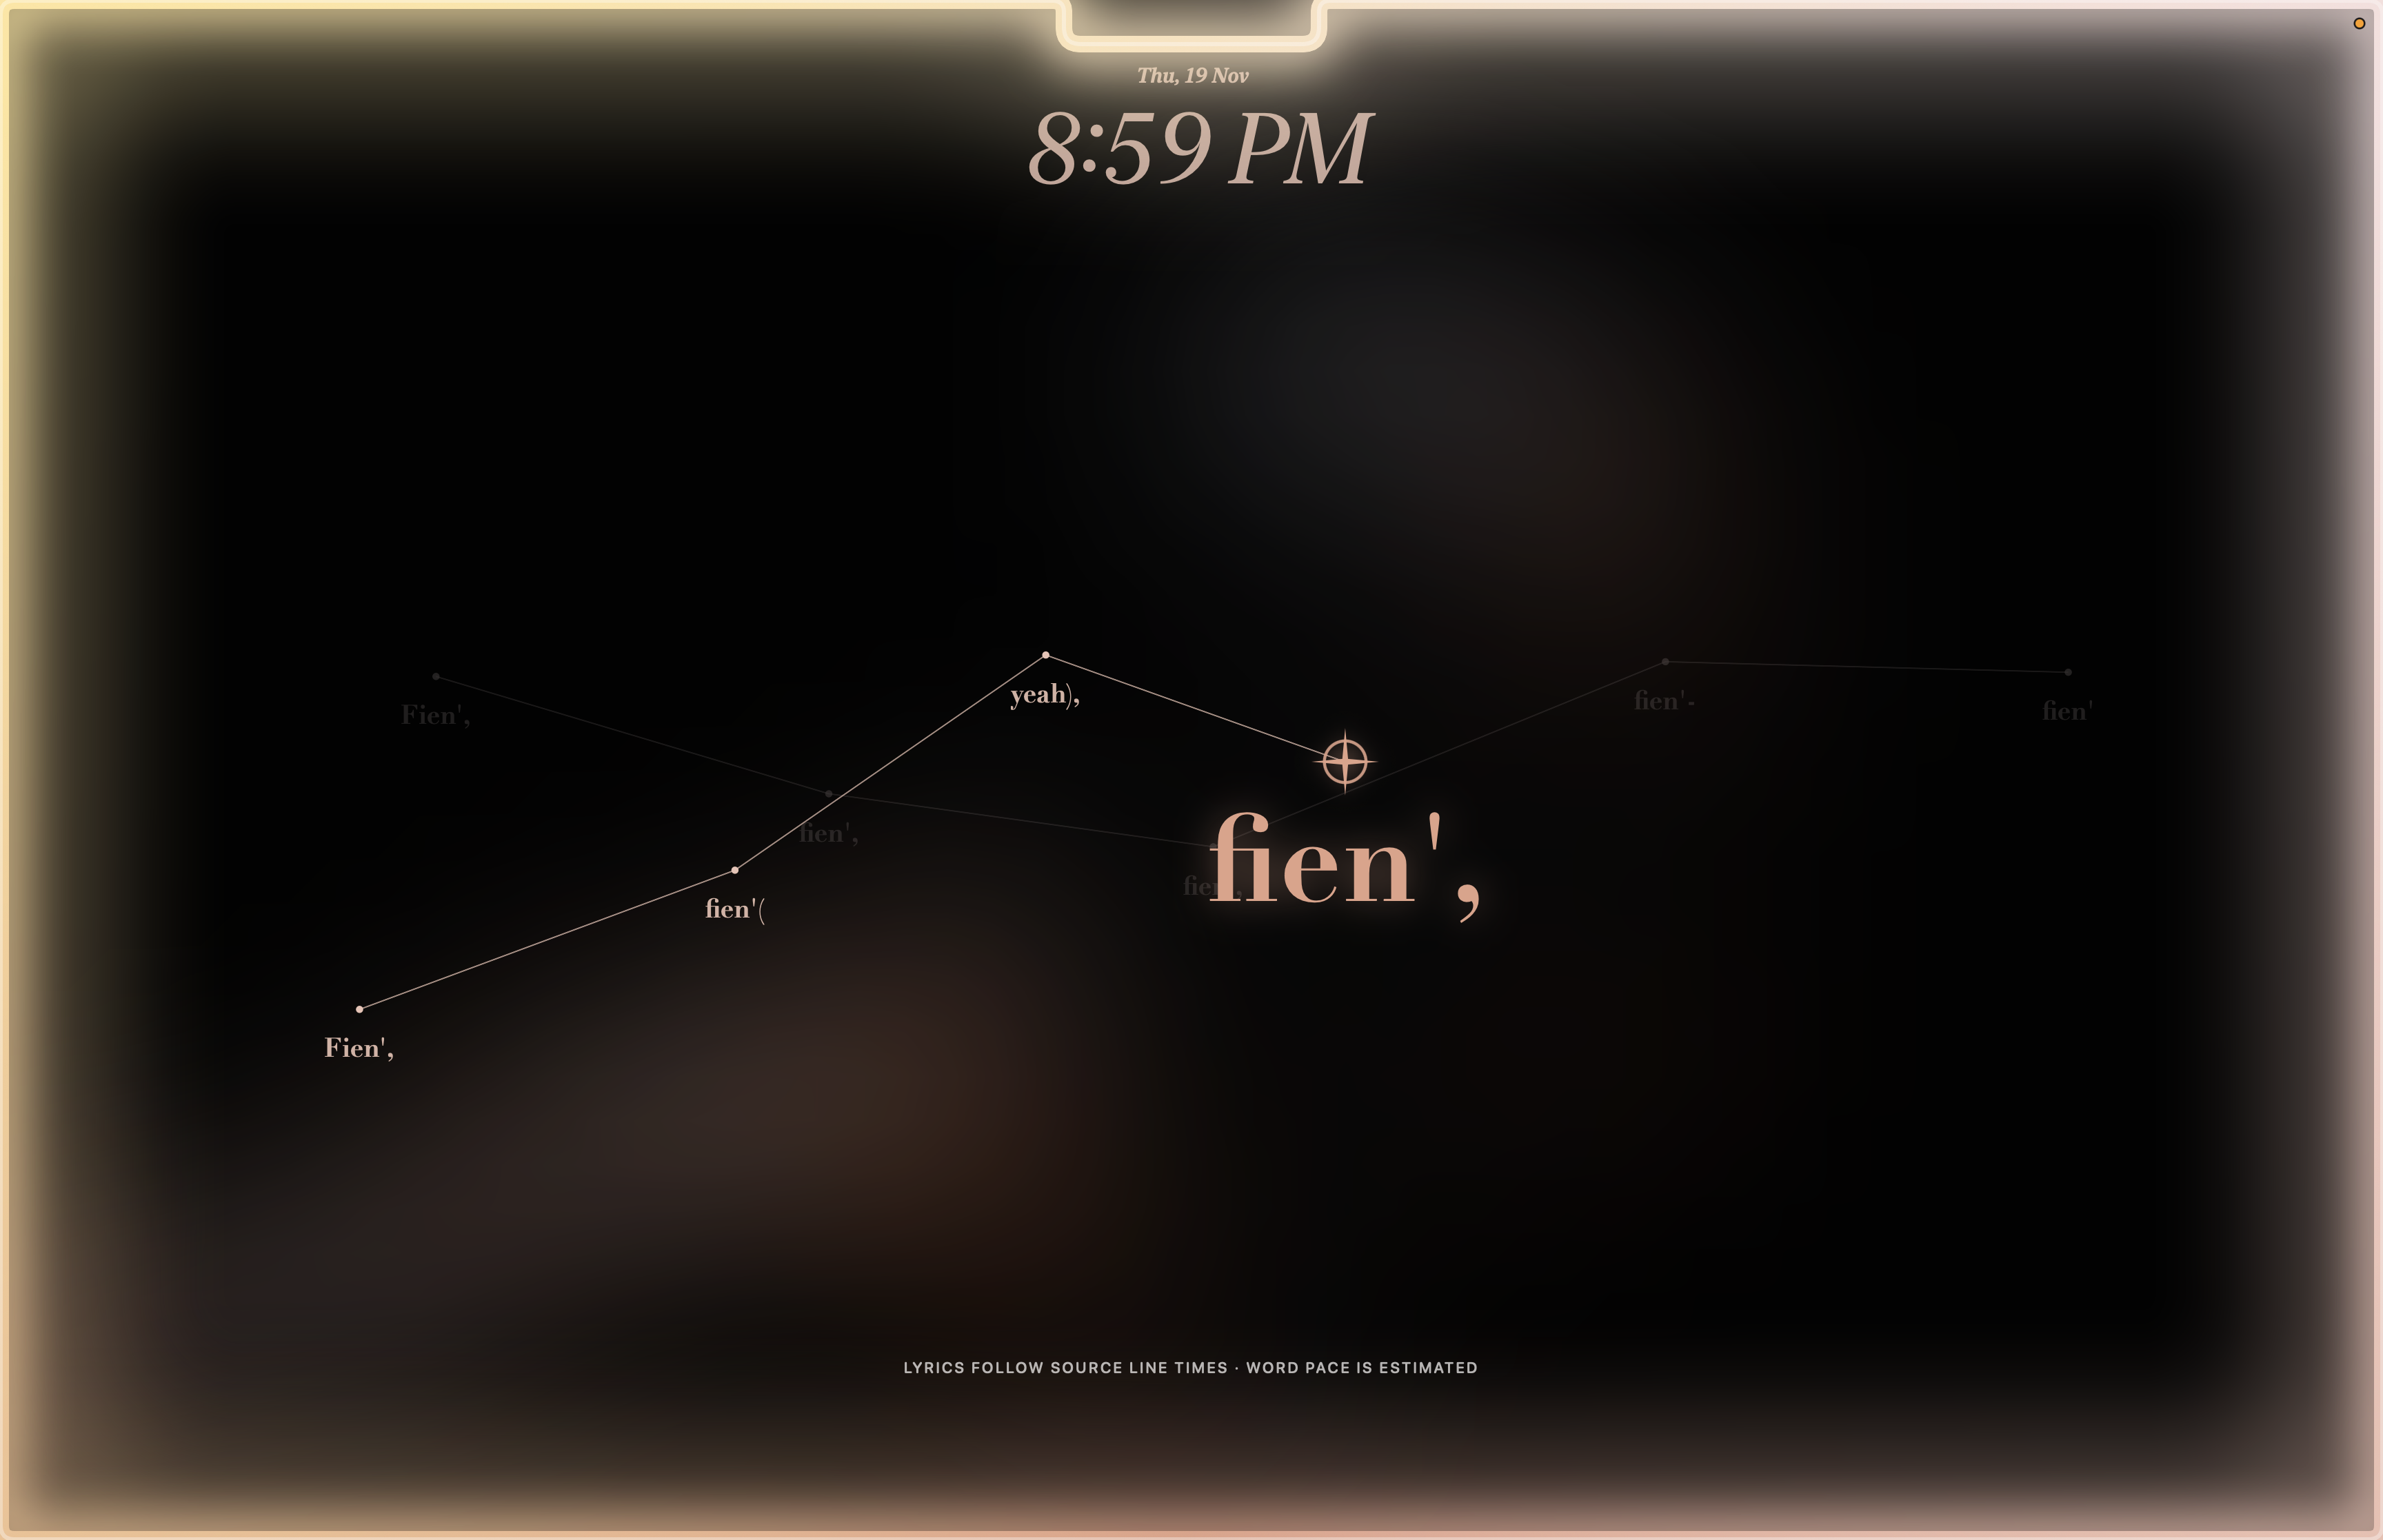 Thu, 19 Nov
8:59 PM
Fien', fien'( yeah), fien',
Fien', fien', fien', fien'- fien'
LYRICS FOLLOW SOURCE LINE TIMES · WORD PACE IS ESTIMATED